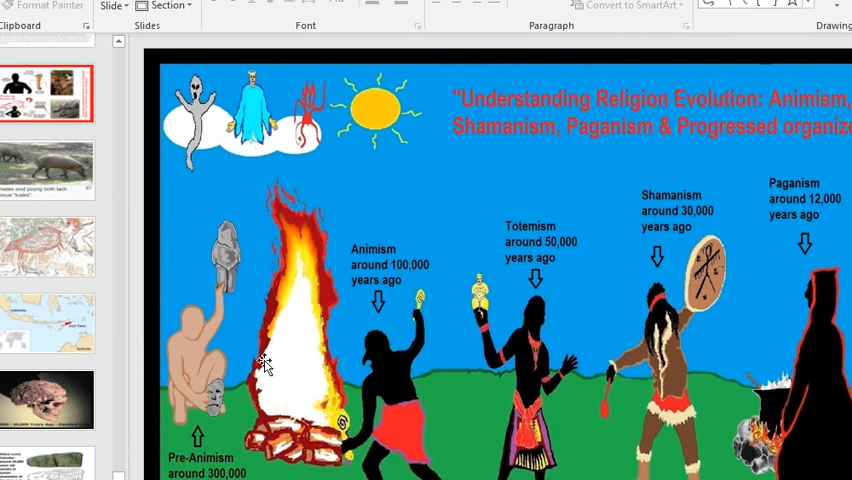 Format Painter
Slide
Section
Convert to SmartArt
Clipboard
Slides
Font
Paragraph
Drawing
"Understanding Religion Evolution: Animism,
Shamanism, Paganism & Progressed organize
Paganism
around 12,000
years ago
Shamanism
around 30,000
years ago
Totemism
around 50,000
years ago
Animism
around 100,000
years ago
Pre-Animism
around 300,000